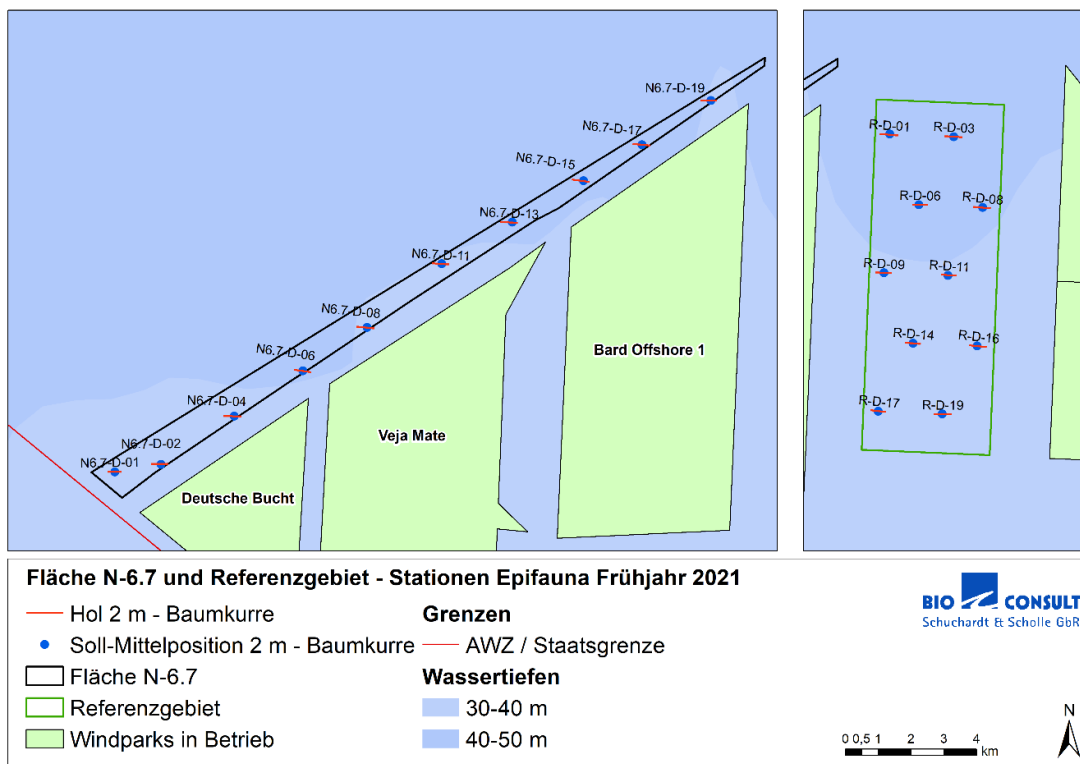 N6.7-D-19
N6.7-D-17
N6.7-D-15
N6.7-D-13
N6.7-D-11
N6.7-D-08
N6.7-D-06
N6.7-D-04
N6.7-D-02
N6.7-D-01
Bard Offshore 1
Veja Mate
Deutsche Bucht
R-D-01 R-D-03
R-D-06 R-D-08
R-D-09 R-D-11
R-D-14 R-D-16
R-D-17 R-D-19
Fläche N-6.7 und Referenzgebiet - Stationen Epifauna Frühjahr 2021
Hol 2 m - Baumkurre
Soll-Mittelposition 2 m - Baumkurre
Fläche N-6.7
Referenzgebiet
Windparks in Betrieb
Grenzen
AWZ / Staatsgrenze
Wassertiefen
30-40 m
40-50 m
BIO CONSULT
Schuchardt & Scholle GbR
N
0 0,5 1 2 3 4
km